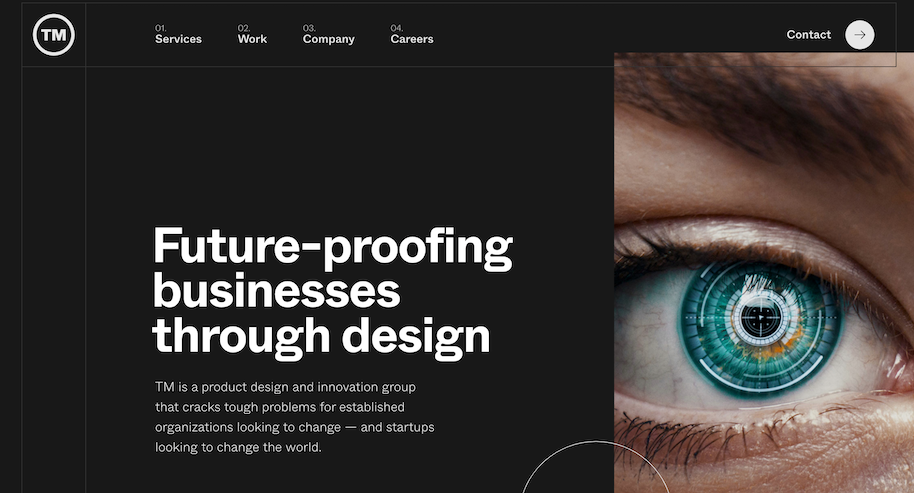 TM
01.
Services
02.
Work
03.
Company
04.
Careers
Contact
Future-proofing
businesses
through design
TM is a product design and innovation group
that cracks tough problems for established
organizations looking to change — and startups
looking to change the world.